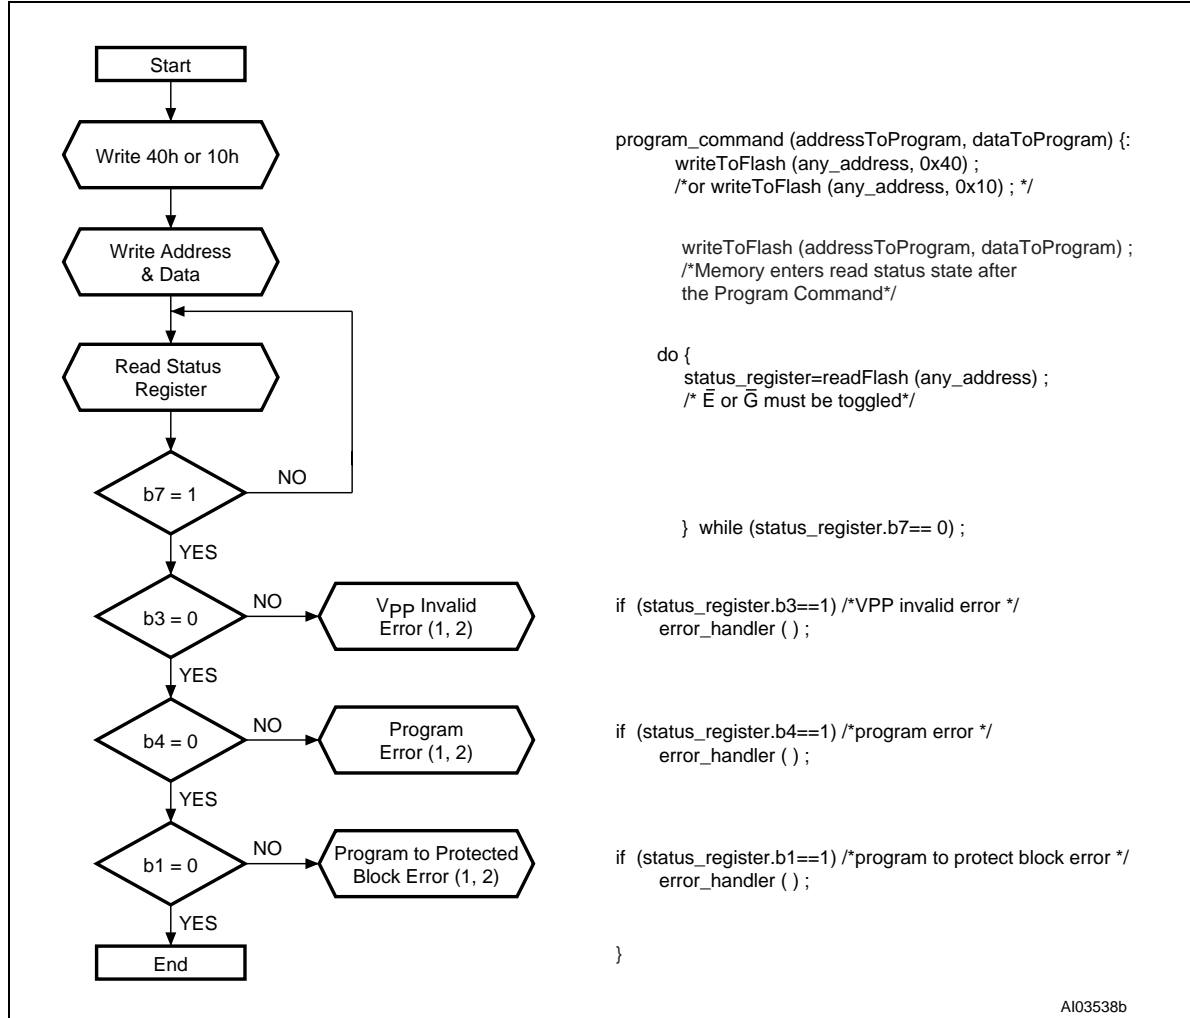 Start
Write 40h or 10h
Write Address
& Data
Read Status
Register
b7 = 1
NO
YES
b3 = 0
NO
VPP Invalid
Error (1, 2)
YES
b4 = 0
NO
Program
Error (1, 2)
YES
b1 = 0
NO
Program to Protected
Block Error (1, 2)
YES
End
program_command (addressToProgram, dataToProgram) {:
writeToFlash (any_address, 0x40) ;
/*or writeToFlash (any_address, 0x10) ; */
writeToFlash (addressToProgram, dataToProgram) ;
/*Memory enters read status state after
the Program Command*/
do {
status_register=readFlash (any_address) ;
/* E̅ or G̅ must be toggled*/
} while (status_register.b7== 0) ;
if (status_register.b3==1) /*VPP invalid error */
error_handler ( ) ;
if (status_register.b4==1) /*program error */
error_handler ( ) ;
if (status_register.b1==1) /*program to protect block error */
error_handler ( ) ;
}
AI03538b